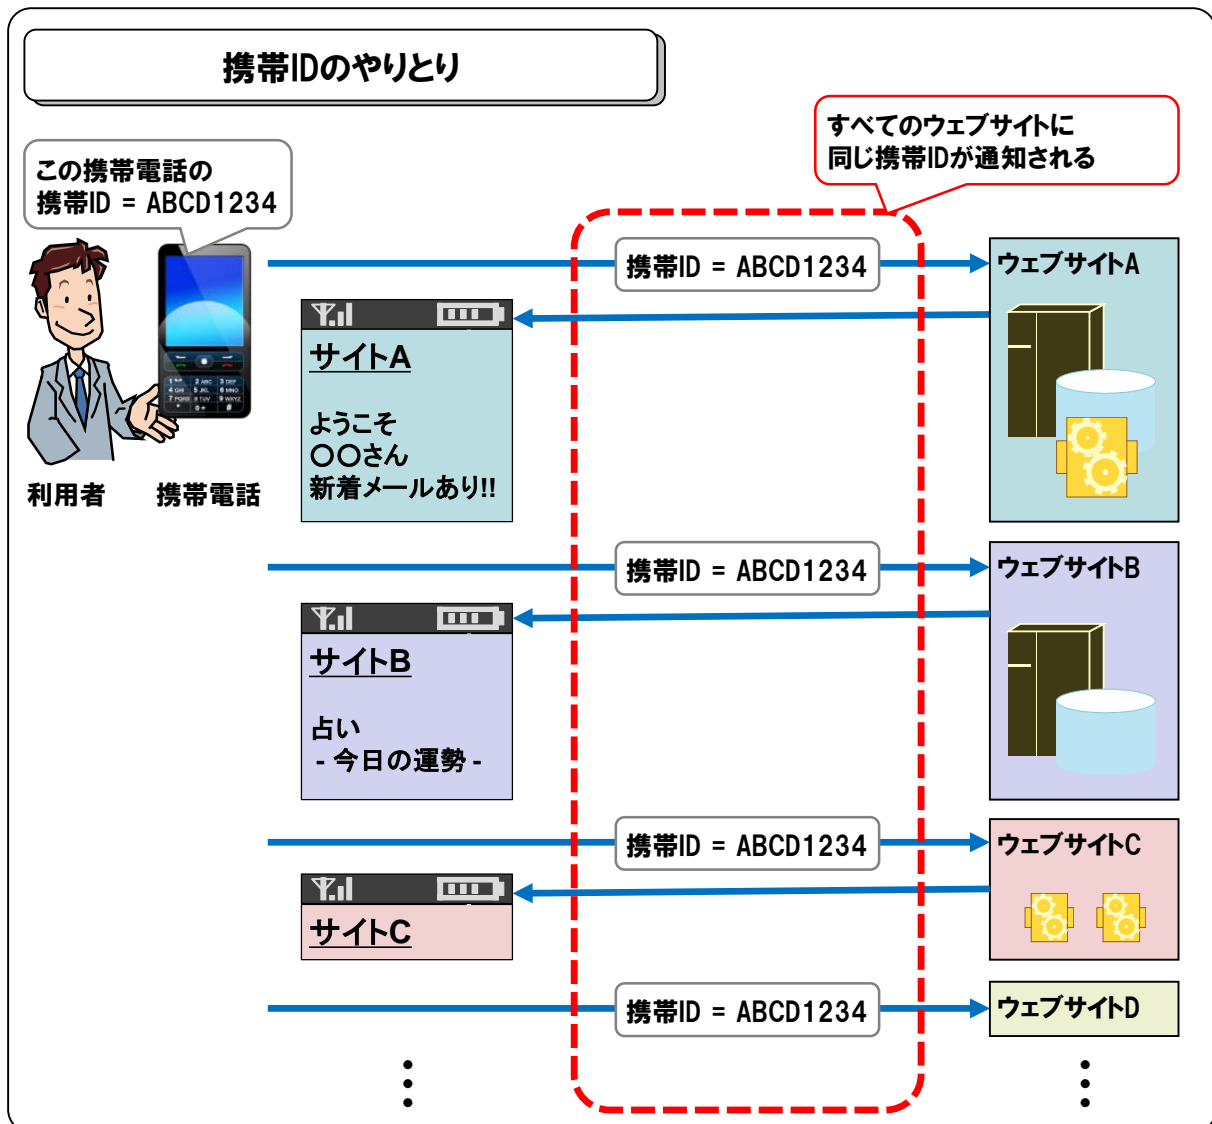 携帯IDのやりとり
すべてのウェブサイトに
同じ携帯IDが通知される
この携帯電話の
携帯ID = ABCD1234
携帯ID = ABCD1234
ウェブサイトA
サイトA
ようこそ
○○さん
新着メールあり!!
利用者
携帯電話
携帯ID = ABCD1234
ウェブサイトB
サイトB
占い
- 今日の運勢 -
携帯ID = ABCD1234
ウェブサイトC
サイトC
携帯ID = ABCD1234
ウェブサイトD